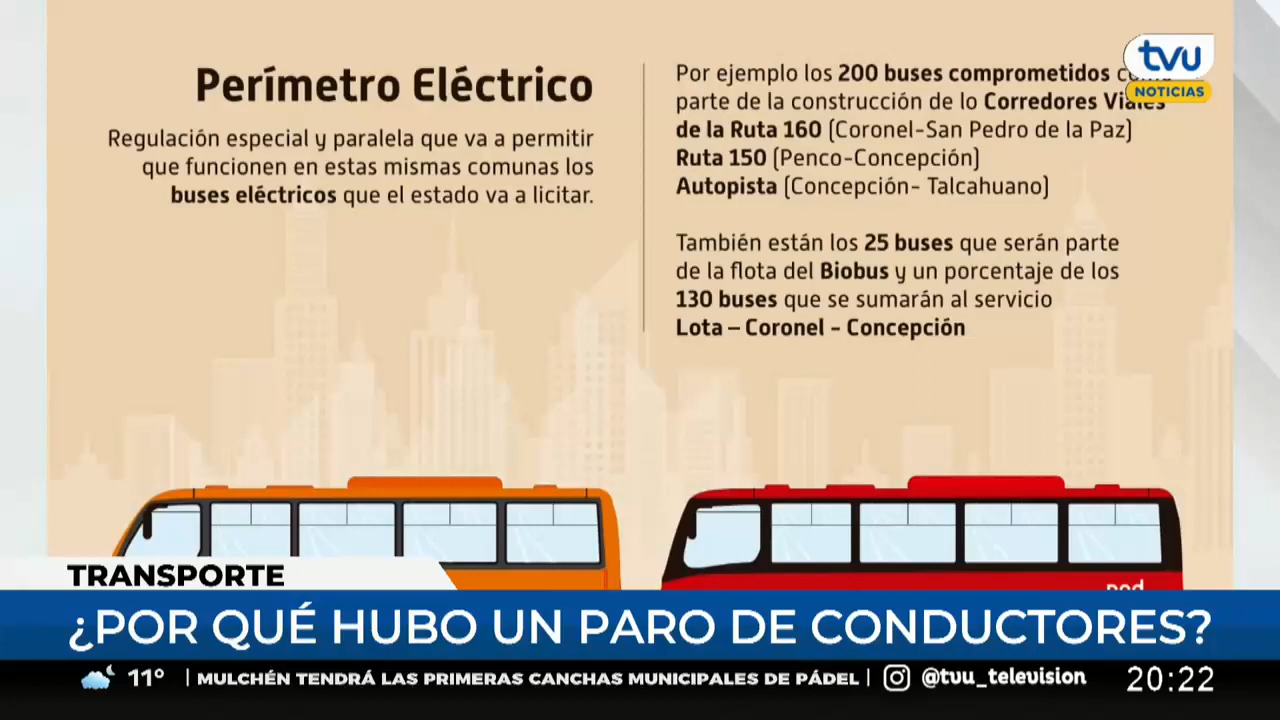 Perímetro Eléctrico
Regulación especial y paralela que va a permitir
que funcionen en estas mismas comunas los
buses eléctricos que el estado va a licitar.
Por ejemplo los 200 buses comprometidos
parte de la construcción de lo Corredores Viales
de la Ruta 160 (Coronel-San Pedro de la Paz)
Ruta 150 (Penco-Concepción)
Autopista (Concepción- Talcahuano)
También están los 25 buses que serán parte
de la flota del Biobus y un porcentaje de los
130 buses que se sumarán al servicio
Lota – Coronel - Concepción
tvu
NOTICIAS
TRANSPORTE
¿POR QUÉ HUBO UN PARO DE CONDUCTORES?
11° | MULCHÉN TENDRÁ LAS PRIMERAS CANCHAS MUNICIPALES DE PÁDEL | @tvu_television 20:22